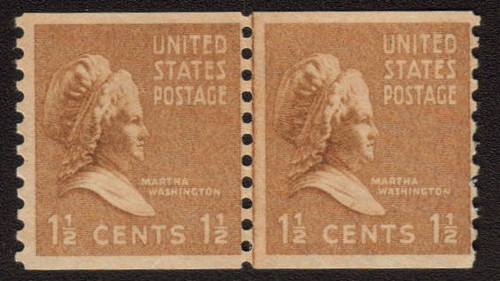 UNITED
STATES
POSTAGE
MARTHA
WASHINGTON
1½ CENTS 1½
UNITED
STATES
POSTAGE
MARTHA
WASHINGTON
1½ CENTS 1½